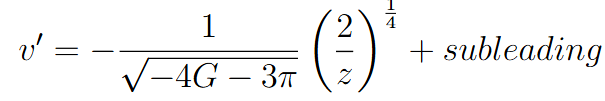 v' = -\frac{1}{\sqrt{-4G - 3\pi}} \left( \frac{2}{z} \right)^{\frac{1}{4}} + subleading